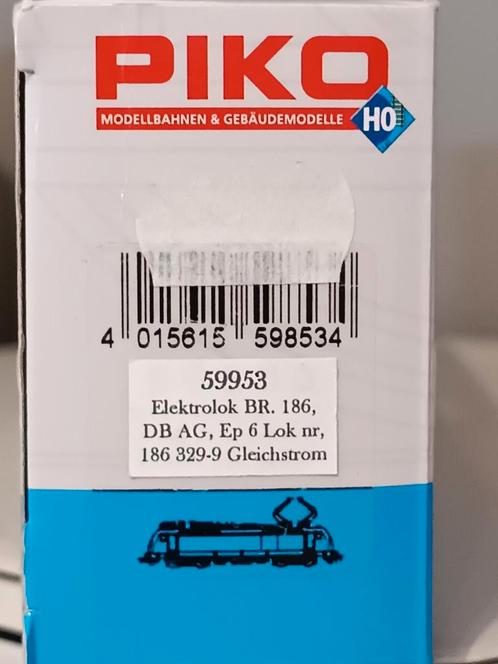 PIKO
MODELLBAHNEN & GEBÄUDEMODELLE
H0
4 015615 598534
59953
Elektrolok BR. 186,
DB AG, Ep 6 Lok nr,
186 329-9 Gleichstrom